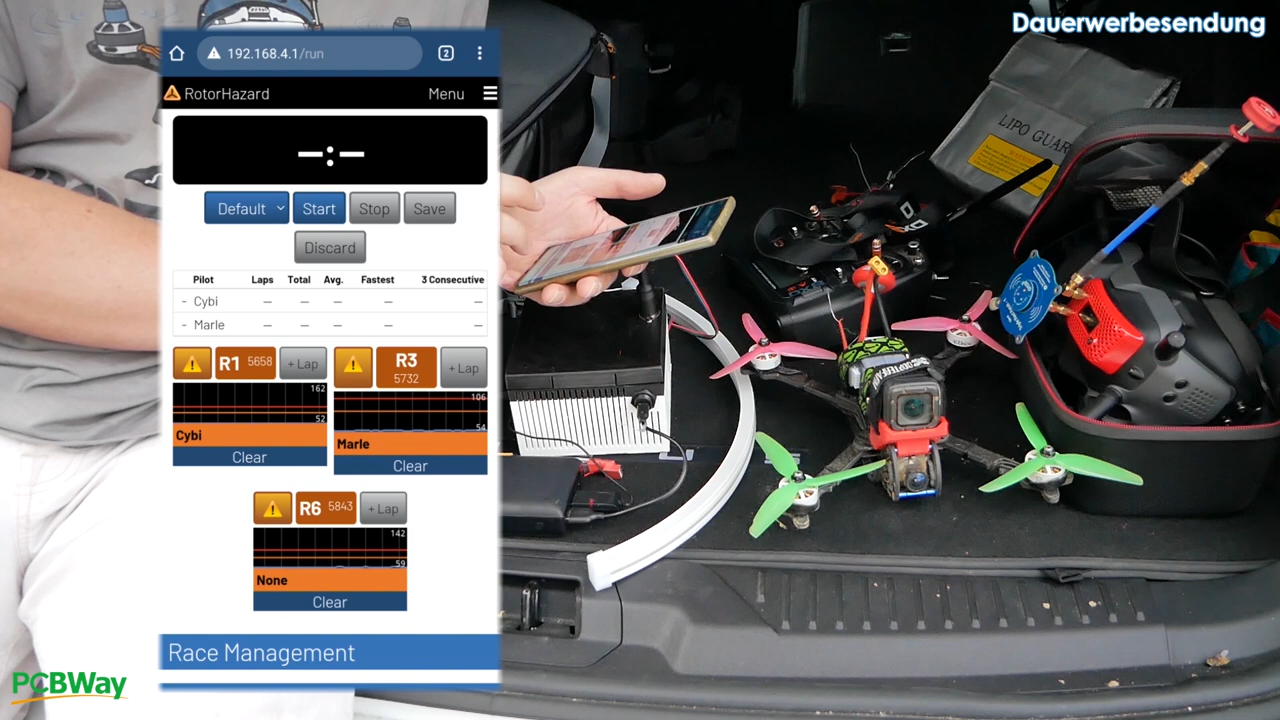 Dauerwerbesendung
192.168.4.1/run
2
RotorHazard Menu
–:–
Default Start Stop Save
Discard
Pilot Laps Total Avg. Fastest 3 Consecutive
- Cybi – – – – –
- Marle – – – – –
R1 5658 + Lap
162
52
Cybi
Clear
R3
5732
+ Lap
106
54
Marle
Clear
R6 5843 + Lap
142
59
None
Clear
Race Management
LIPO GUAR
PCBWay